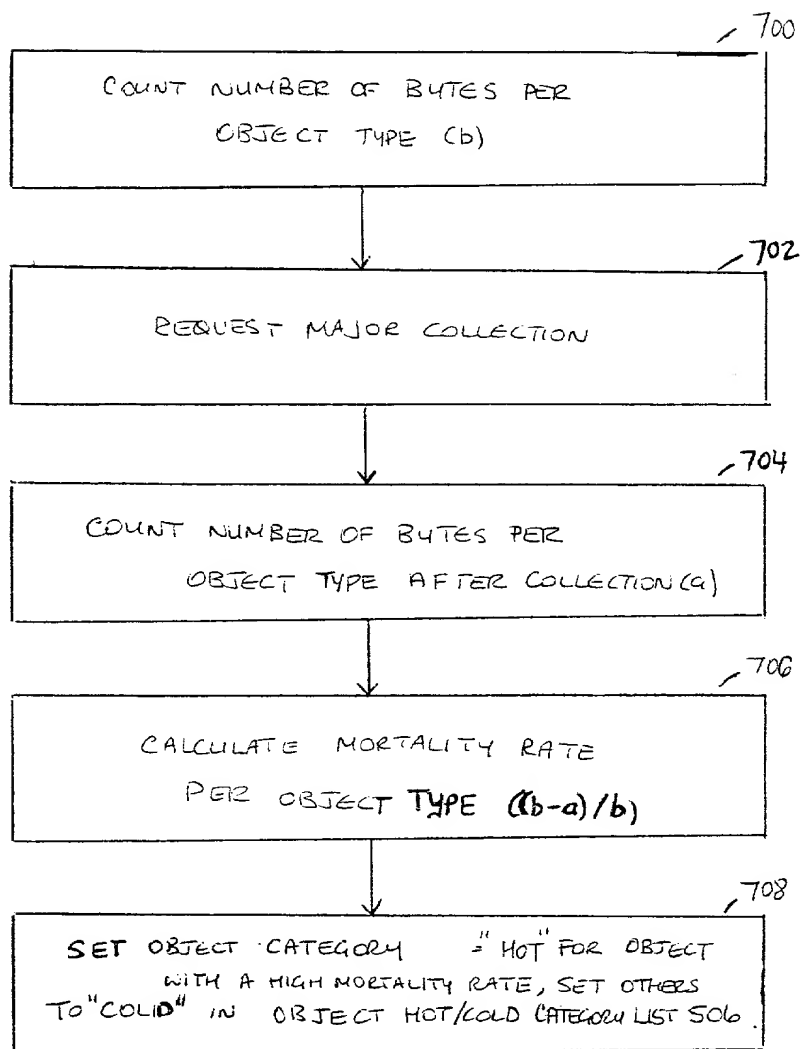 700
COUNT NUMBER OF BYTES PER
OBJECT TYPE (b)
702
REQUEST MAJOR COLLECTION
704
COUNT NUMBER OF BYTES PER
OBJECT TYPE AFTER COLLECTION(a)
706
CALCULATE MORTALITY RATE
PER OBJECT TYPE ((b-a)/b)
708
SET OBJECT CATEGORY ="HOT" FOR OBJECT
WITH A HIGH MORTALITY RATE, SET OTHERS
TO "COLID" IN OBJECT HOT/COLD CATEGORY LIST 506.